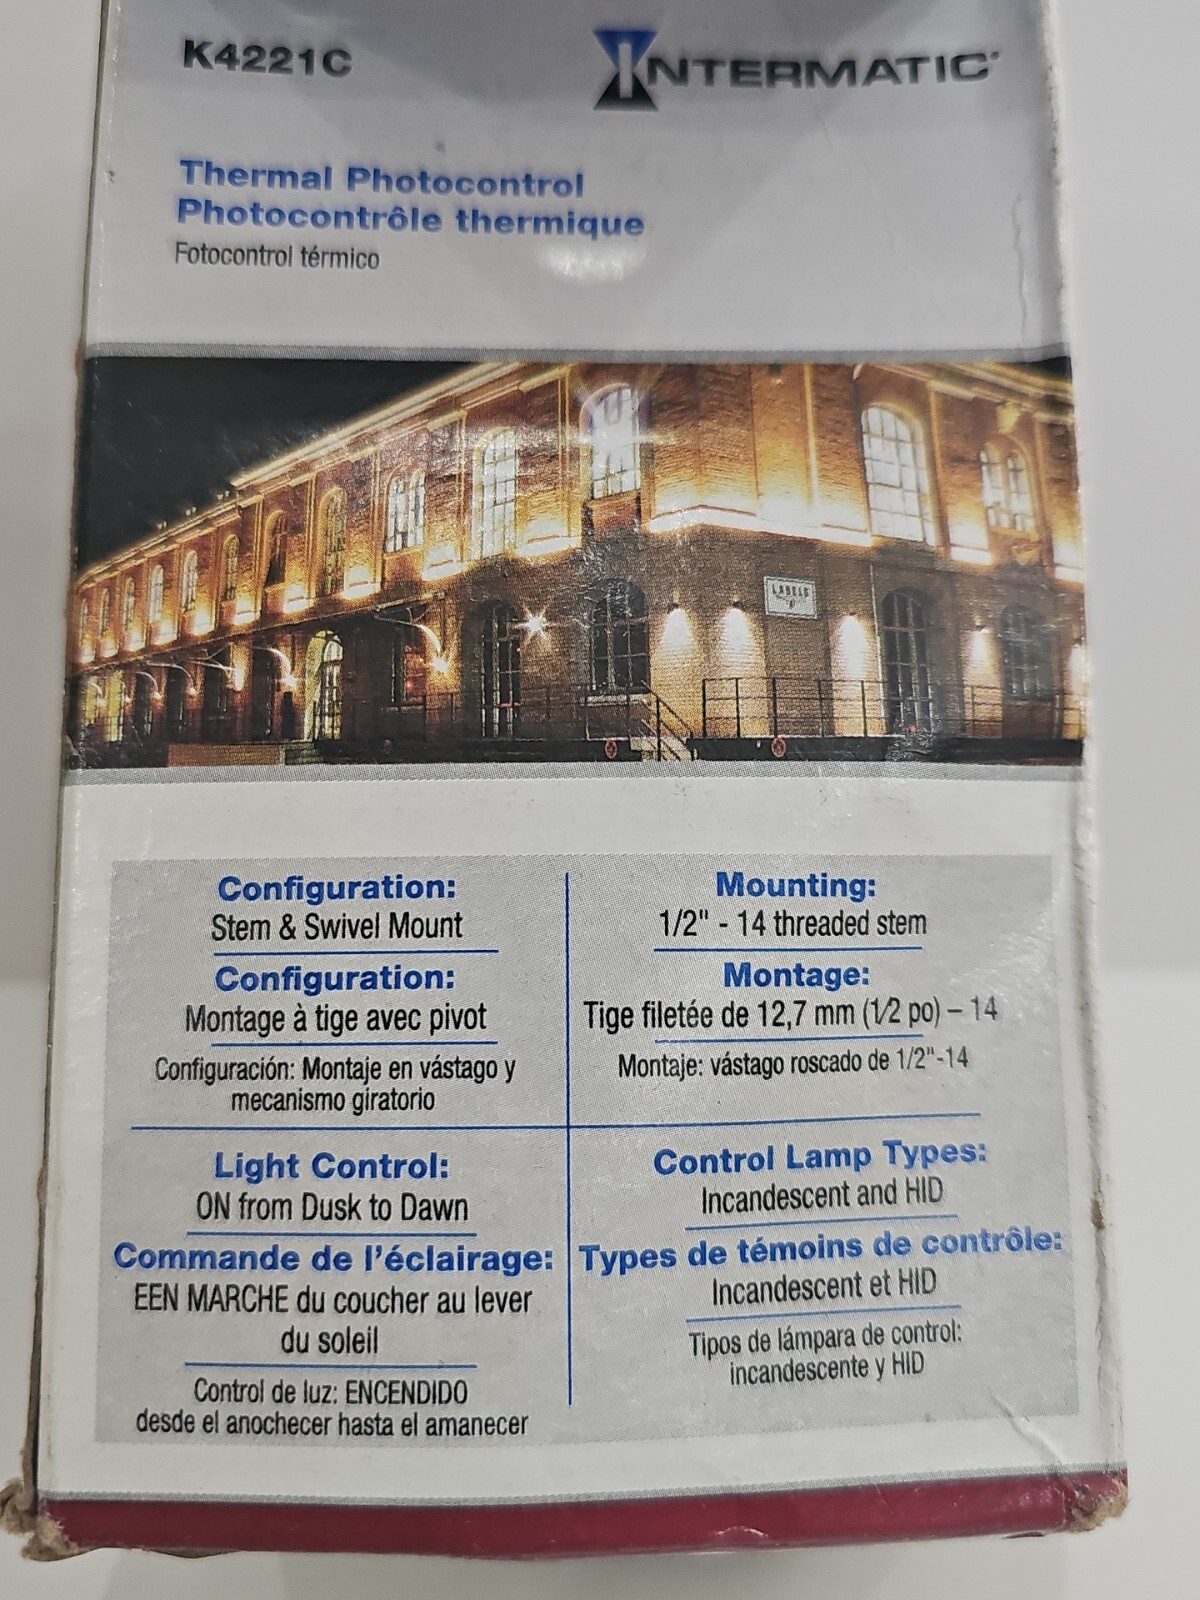 K4221C
INTERMATIC®
Thermal Photocontrol
Photocontrôle thermique
Fotocontrol térmico
LABELS
Configuration:
Stem & Swivel Mount
Configuration:
Montage à tige avec pivot
Configuración: Montaje en vástago y
mecanismo giratorio
Mounting:
1/2" - 14 threaded stem
Montage:
Tige filetée de 12,7 mm (1/2 po) – 14
Montaje: vástago roscado de 1/2"-14
Light Control:
ON from Dusk to Dawn
Commande de l'éclairage:
EEN MARCHE du coucher au lever
du soleil
Control de luz: ENCENDIDO
desde el anochecer hasta el amanecer
Control Lamp Types:
Incandescent and HID
Types de témoins de contrôle:
Incandescent et HID
Tipos de lámpara de control:
incandescente y HID